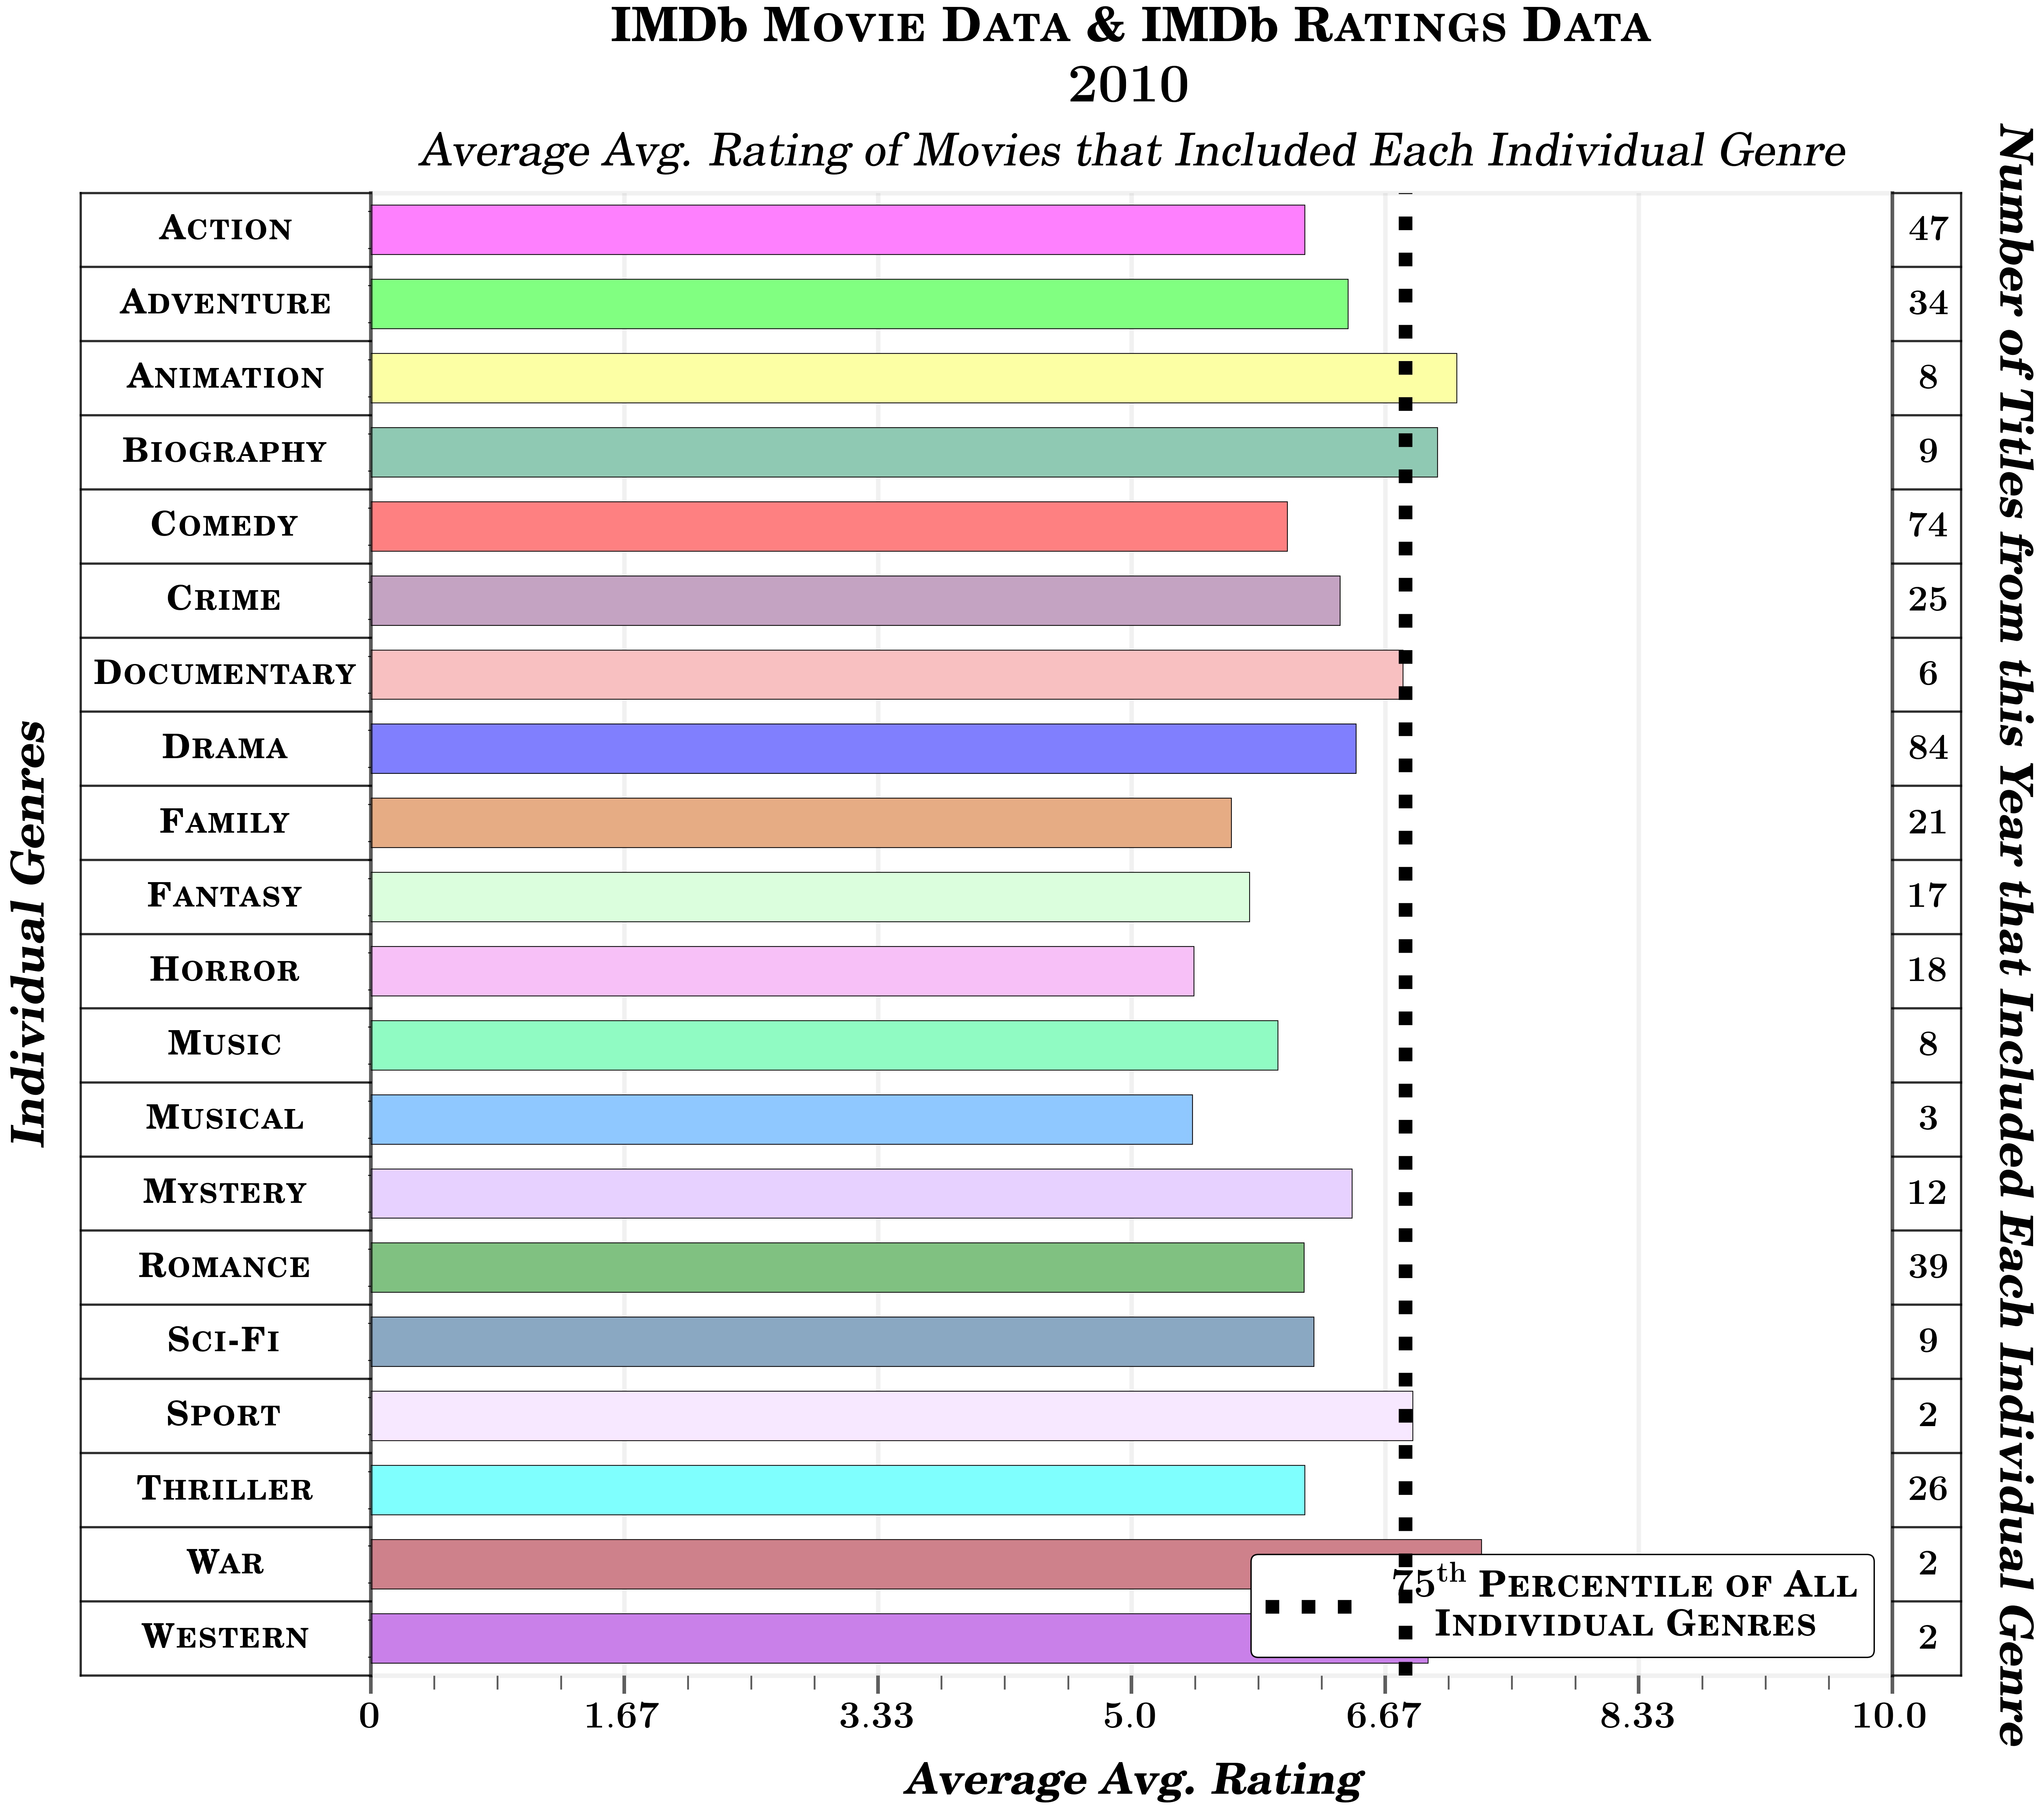 IMDb MOVIE DATA & IMDb RATINGS DATA
2010
Average Avg. Rating of Movies that Included Each Individual Genre
Individual Genres
ACTION 47
ADVENTURE 34
ANIMATION 8
BIOGRAPHY 9
COMEDY 74
CRIME 25
DOCUMENTARY 6
DRAMA 84
FAMILY 21
FANTASY 17
HORROR 18
MUSIC 8
MUSICAL 3
MYSTERY 12
ROMANCE 39
SCI-FI 9
SPORT 2
THRILLER 26
WAR 2
WESTERN 2
75th PERCENTILE OF ALL
INDIVIDUAL GENRES
0 1.67 3.33 5.0 6.67 8.33 10.0
Average Avg. Rating
Number of Titles from this Year that Included Each Individual Genre